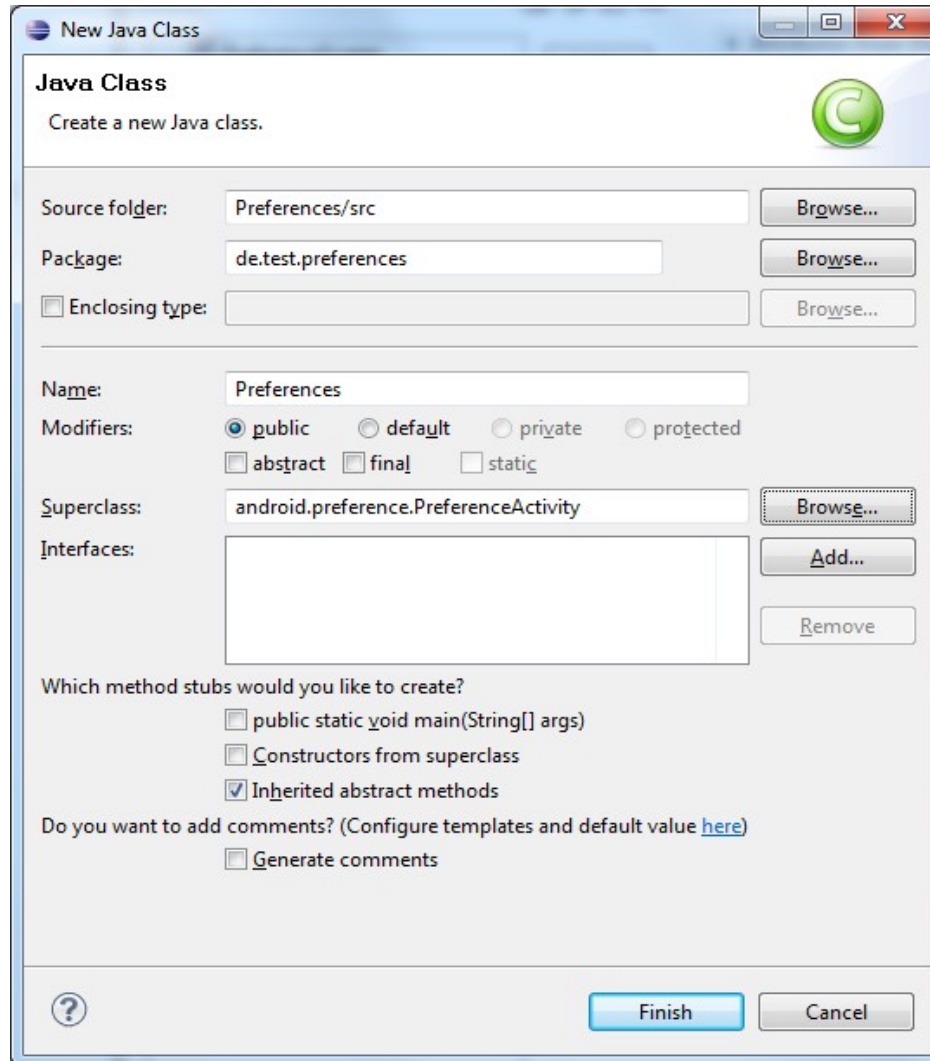 New Java Class
Java Class
Create a new Java class.
Source folder: Preferences/src Browse...
Package: de.test.preferences Browse...
Enclosing type: Browse...
Name: Preferences
Modifiers: public default private protected
abstract final static
Superclass: android.preference.PreferenceActivity Browse...
Interfaces: Add...
Remove
Which method stubs would you like to create?
public static void main(String[] args)
Constructors from superclass
Inherited abstract methods
Do you want to add comments? (Configure templates and default value here)
Generate comments
Finish Cancel